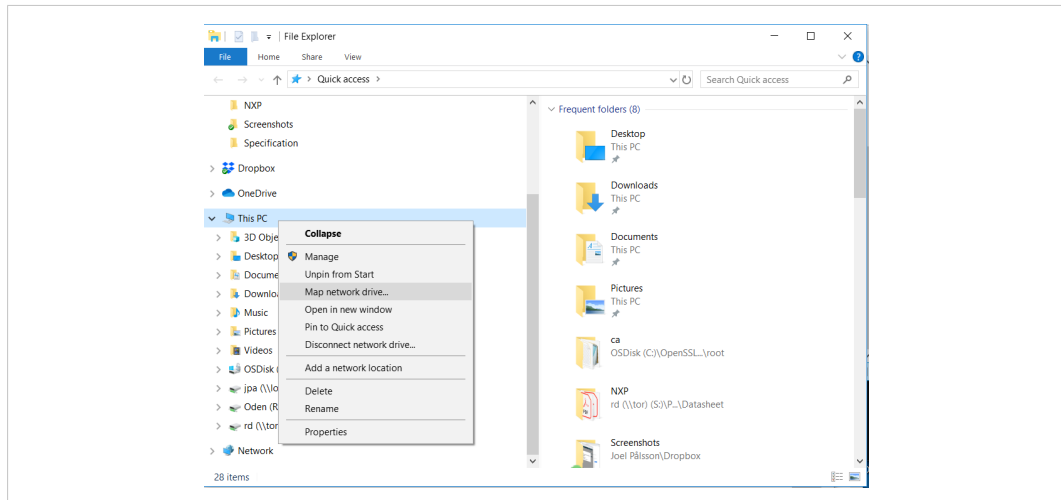 File Explorer
File Home Share View
Quick access
Search Quick access
NXP
Screenshots
Specification
Dropbox
OneDrive
This PC
3D Obje
Desktop
Docume
Downlo
Music
Pictures
Videos
OSDisk (
jpa (\\lo
Oden (R
rd (\\tor
Network
Collapse
Manage
Unpin from Start
Map network drive...
Open in new window
Pin to Quick access
Disconnect network drive...
Add a network location
Delete
Rename
Properties
Frequent folders (8)
Desktop
This PC
Downloads
This PC
Documents
This PC
Pictures
This PC
ca
OSDisk (C:)\OpenSSL...\root
NXP
rd (\\tor) (S:)\P...\Datasheet
Screenshots
Joel Pålsson\Dropbox
28 items